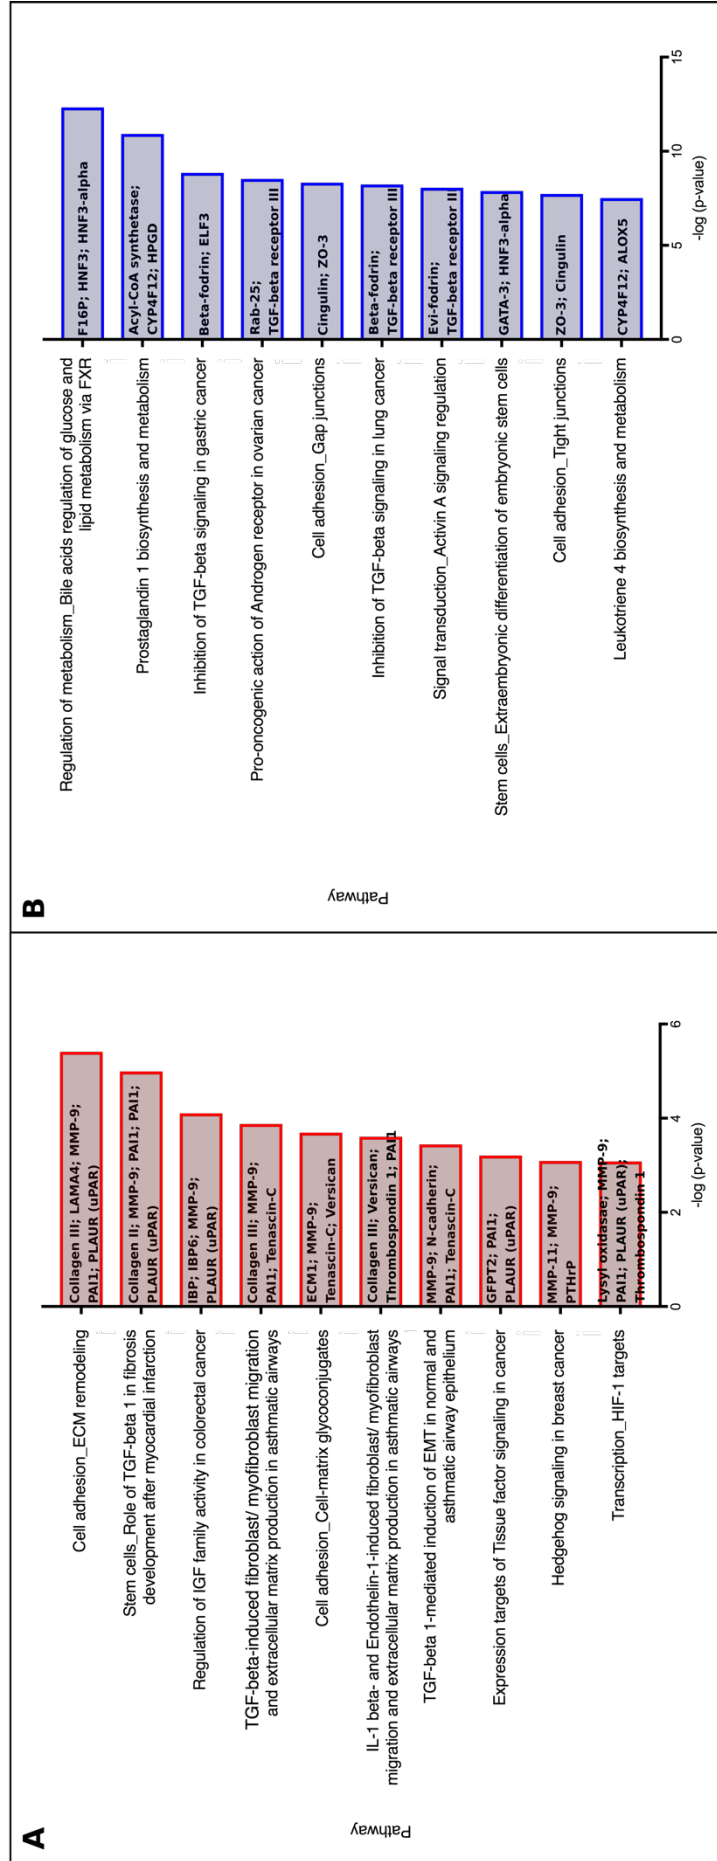 A
Pathway
Cell adhesion_ECM remodeling
Collagen III; LAMA4; MMP-9;
PAI1; PLAUR (uPAR)
Stem cells_Role of TGF-beta 1 in fibrosis
development after myocardial infarction
Collagen II; MMP-9; PAI1; PAI1;
PLAUR (uPAR)
Regulation of IGF family activity in colorectal cancer
IBP; IBP6; MMP-9;
PLAUR (uPAR)
TGF-beta-induced fibroblast/ myofibroblast migration
and extracellular matrix production in asthmatic airways
Collagen III; MMP-9;
PAI1; Tenascin-C
Cell adhesion_Cell-matrix glycoconjugates
ECM1; MMP-9;
Tenascin-C; Versican
IL-1 beta- and Endothelin-1-induced fibroblast/ myofibroblast
migration and extracellular matrix production in asthmatic airways
Collagen III; Versican;
Thrombospondin 1; PAI1
TGF-beta 1-mediated induction of EMT in normal and
asthmatic airway epithelium
MMP-9; N-cadherin;
PAI1; Tenascin-C
Expression targets of Tissue factor signaling in cancer
GFPT2; PAI1;
PLAUR (uPAR)
Hedgehog signaling in breast cancer
MMP-11; MMP-9;
PTHrP
Transcription_HIF-1 targets
Lysyl oxidasae; MMP-9;
PAI1; PLAUR (uPAR);
Thrombospondin 1
0 2 4 6
-log (p-value)
B
Pathway
Regulation of metabolism_Bile acids regulation of glucose and
lipid metabolism via FXR
F16P; HNF3; HNF3-alpha
Prostaglandin 1 biosynthesis and metabolism
Acyl-CoA synthetase;
CYP4F12; HPGD
Inhibition of TGF-beta signaling in gastric cancer
Beta-fodrin; ELF3
Pro-oncogenic action of Androgen receptor in ovarian cancer
Rab-25;
TGF-beta receptor III
Cell adhesion_Gap junctions
Cingulin; ZO-3
Inhibition of TGF-beta signaling in lung cancer
Beta-fodrin;
TGF-beta receptor III
Signal transduction_Activin A signaling regulation
Evi-fodrin;
TGF-beta receptor II
Stem cells_Extraembryonic differentiation of embryonic stem cells
GATA-3; HNF3-alpha
Cell adhesion_Tight junctions
ZO-3; Cingulin
Leukotriene 4 biosynthesis and metabolism
CYP4F12; ALOX5
0 5 10 15
-log (p-value)